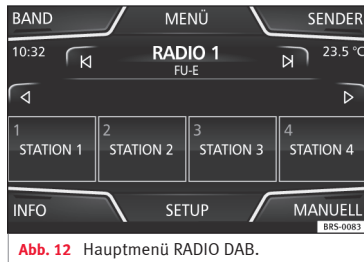 BAND MENÜ SENDER
10:32 RADIO 1 23.5 °C
FU-E
1 2 3 4
STATION 1 STATION 2 STATION 3 STATION 4
INFO SETUP MANUELL
BRS-0083
Abb. 12 Hauptmenü RADIO DAB.